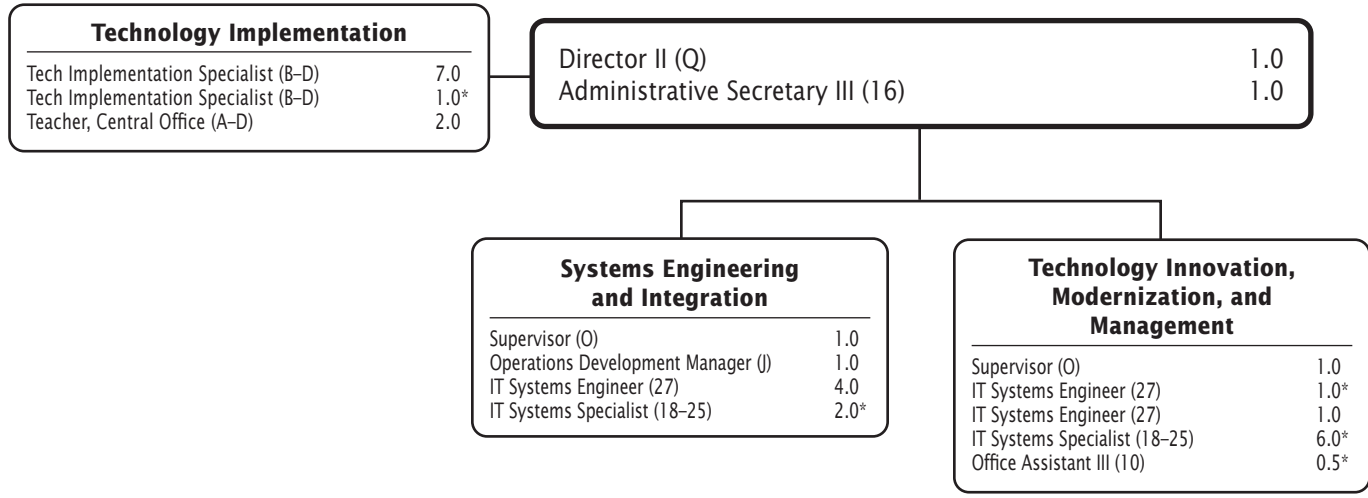 Technology Implementation
Tech Implementation Specialist (B–D) 7.0
Tech Implementation Specialist (B–D) 1.0*
Teacher, Central Office (A–D) 2.0
Director II (Q) 1.0
Administrative Secretary III (16) 1.0
Systems Engineering
and Integration
Supervisor (O) 1.0
Operations Development Manager (J) 1.0
IT Systems Engineer (27) 4.0
IT Systems Specialist (18–25) 2.0*
Technology Innovation,
Modernization, and
Management
Supervisor (O) 1.0
IT Systems Engineer (27) 1.0*
IT Systems Engineer (27) 1.0
IT Systems Specialist (18–25) 6.0*
Office Assistant III (10) 0.5*